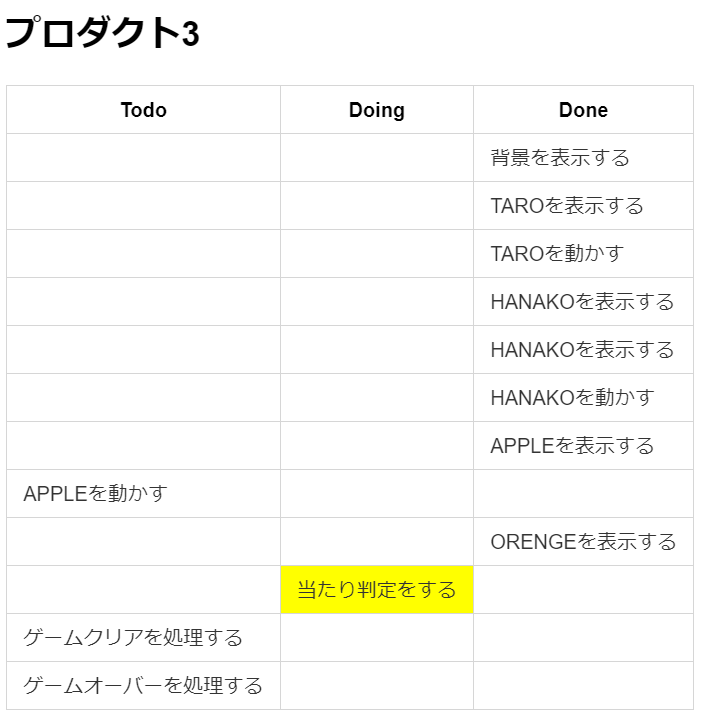 プロダクト3
Todo Doing Done
背景を表示する
TAROを表示する
TAROを動かす
HANAKOを表示する
HANAKOを表示する
HANAKOを動かす
APPLEを表示する
APPLEを動かす
ORENGEを表示する
当たり判定をする
ゲームクリアを処理する
ゲームオーバーを処理する